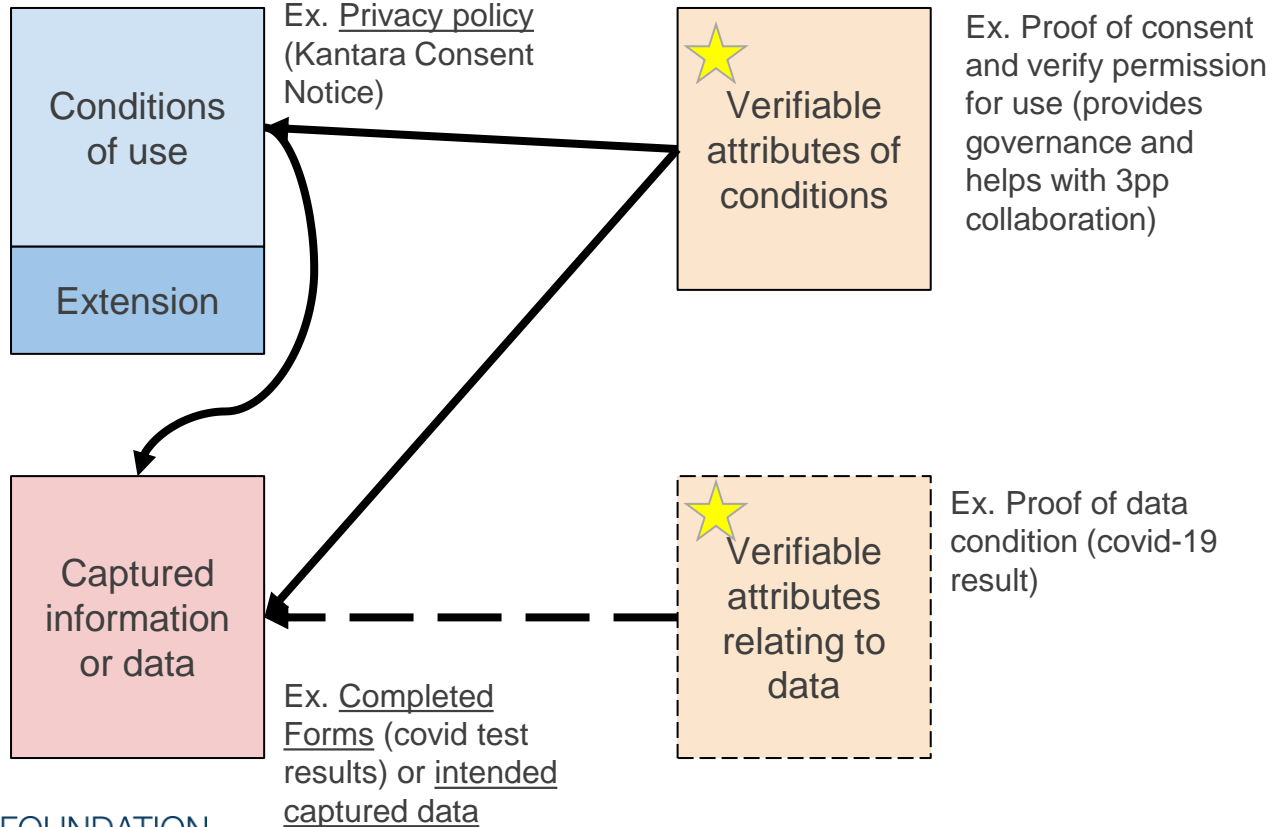 Conditions
of use
Extension
Ex. Privacy policy
(Kantara Consent
Notice)
Verifiable
attributes of
conditions
Ex. Proof of consent
and verify permission
for use (provides
governance and
helps with 3pp
collaboration)
Captured
information
or data
Ex. Completed
Forms (covid test
results) or intended
captured data
Verifiable
attributes
relating to
data
Ex. Proof of data
condition (covid-19
result)
FOUNDATION